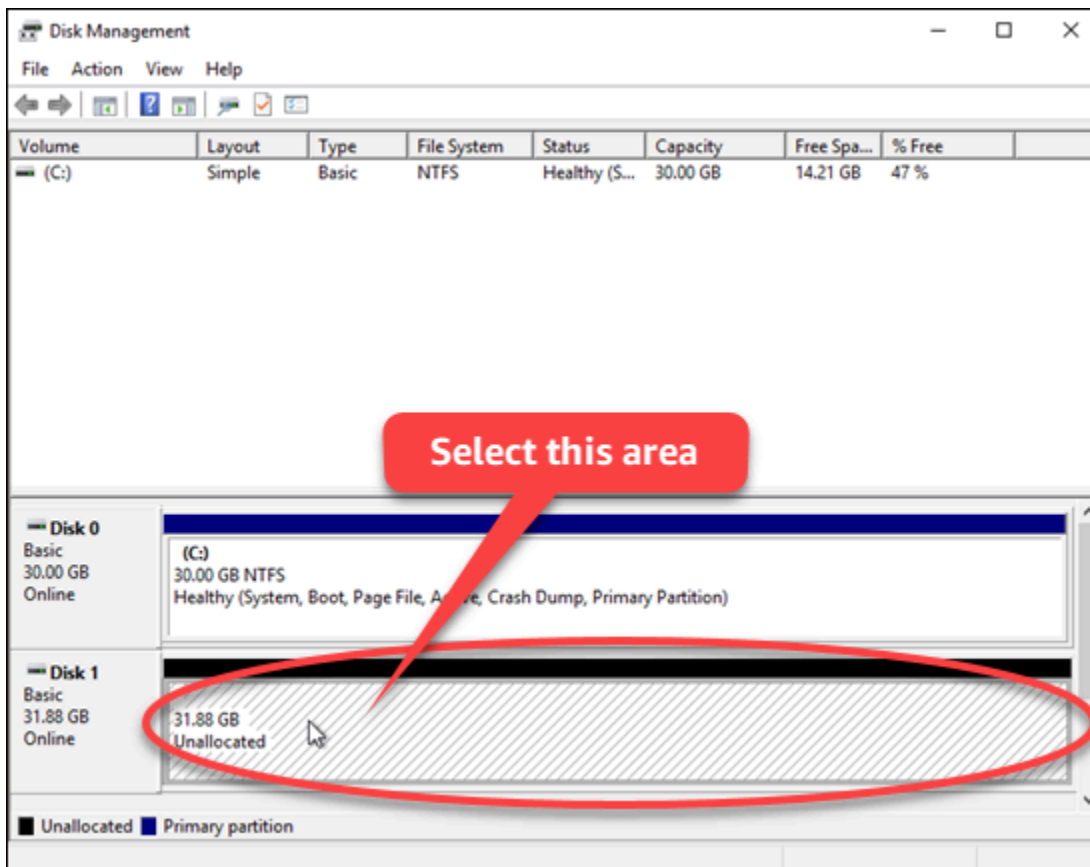 Disk Management
File Action View Help
Volume Layout Type File System Status Capacity Free Spa... % Free
(C:) Simple Basic NTFS Healthy (S... 30.00 GB 14.21 GB 47 %
Select this area
Disk 0
Basic
30.00 GB
Online
(C:)
30.00 GB NTFS
Healthy (System, Boot, Page File, Active, Crash Dump, Primary Partition)
Disk 1
Basic
31.88 GB
Online
31.88 GB
Unallocated
Unallocated Primary partition